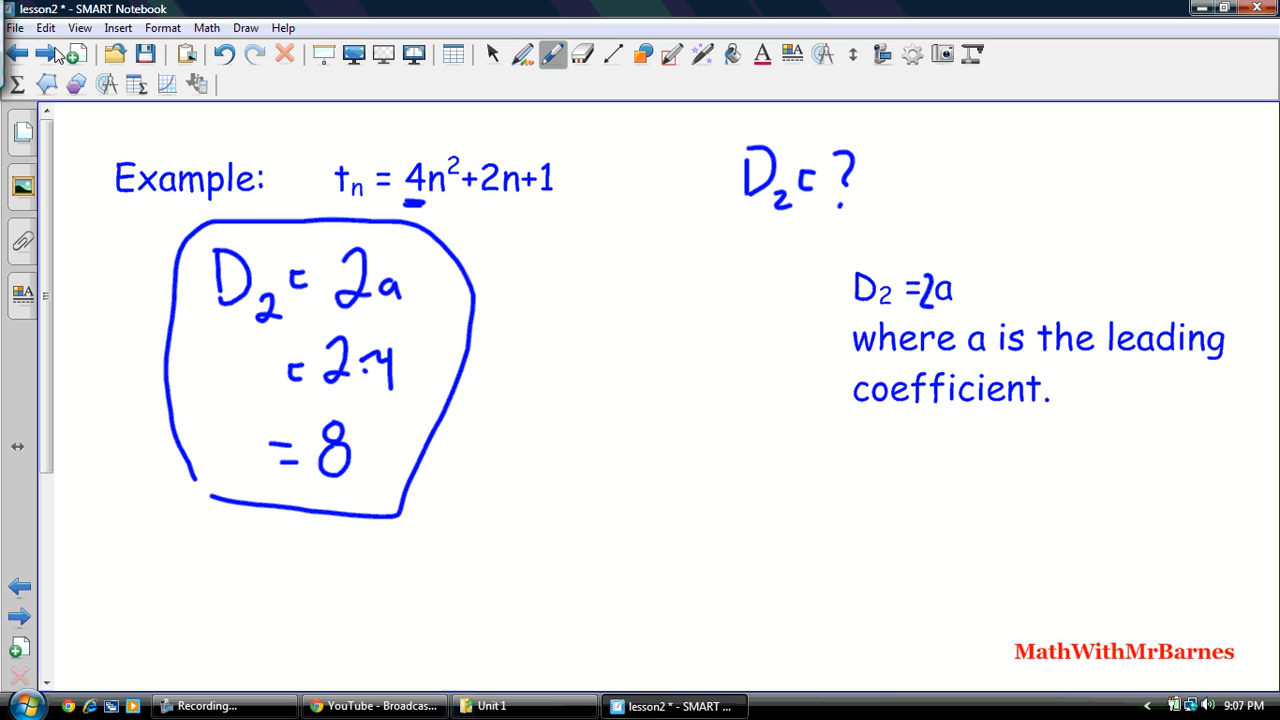 lesson2 * - SMART Notebook
File Edit View Insert Format Math Draw Help
Example: tn = 4n²+2n+1
D₂ = ?
D₂ = 2a
= 2·4
= 8
D₂ =2a
where a is the leading
coefficient.
MathWithMrBarnes
Recording...
YouTube - Broadcas...
Unit1
lesson2 * - SMART ...
9:07 PM